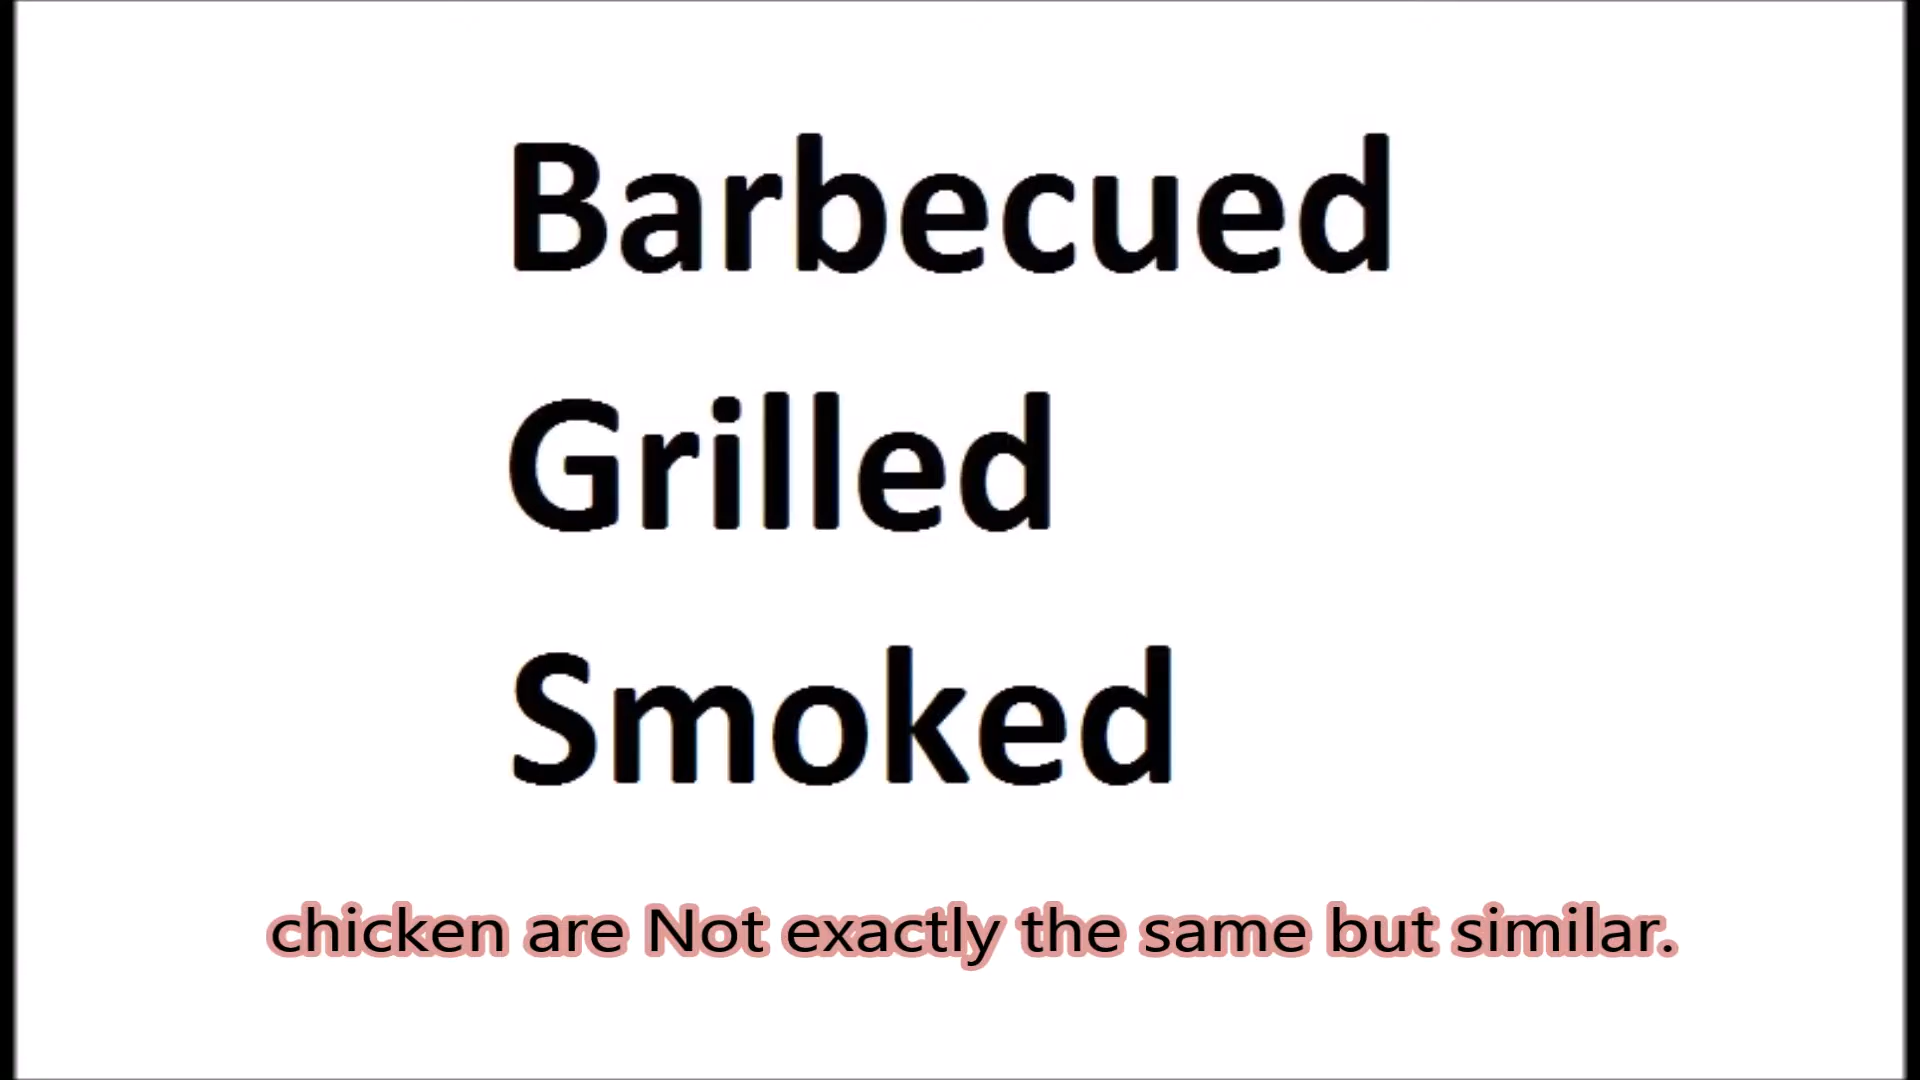 Barbecued
Grilled
Smoked
chicken are Not exactly the same but similar.